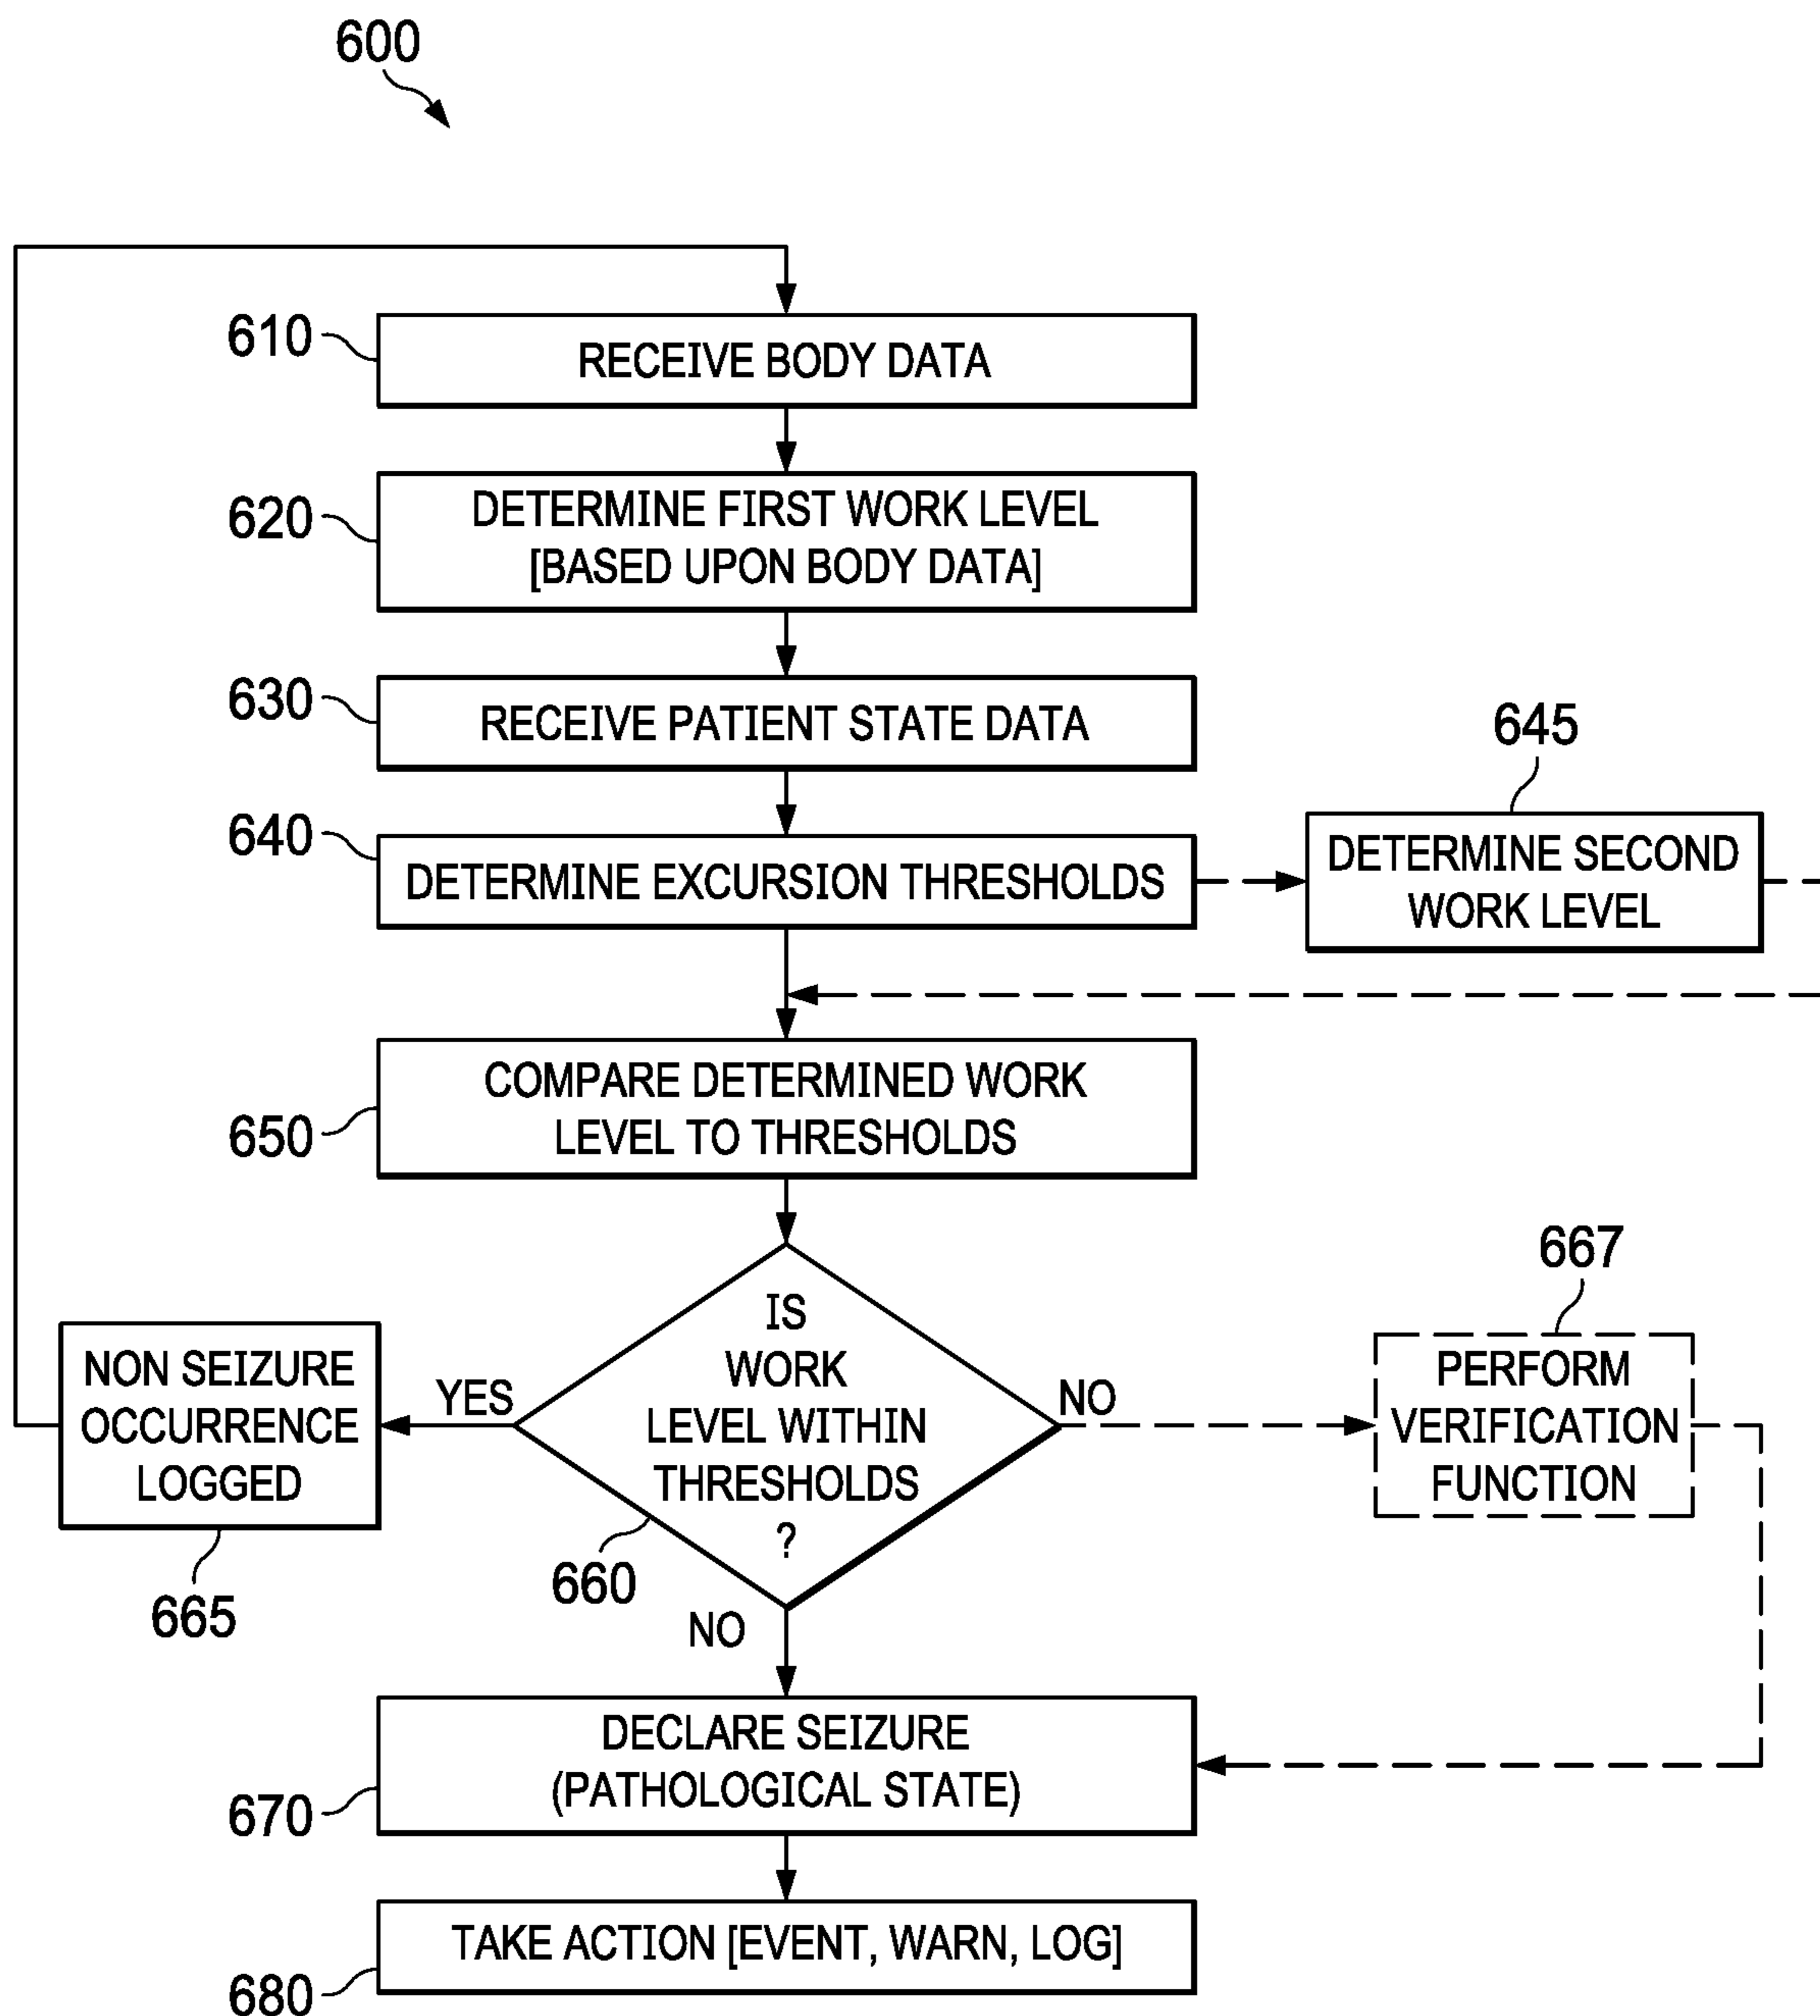 600
610
RECEIVE BODY DATA
620
DETERMINE FIRST WORK LEVEL
[BASED UPON BODY DATA]
630
RECEIVE PATIENT STATE DATA
640
DETERMINE EXCURSION THRESHOLDS
645
DETERMINE SECOND
WORK LEVEL
650
COMPARE DETERMINED WORK
LEVEL TO THRESHOLDS
IS
WORK
LEVEL WITHIN
THRESHOLDS
?
660
YES
NON SEIZURE
OCCURRENCE
LOGGED
665
NO
667
PERFORM
VERIFICATION
FUNCTION
NO
670
DECLARE SEIZURE
(PATHOLOGICAL STATE)
680
TAKE ACTION [EVENT, WARN, LOG]